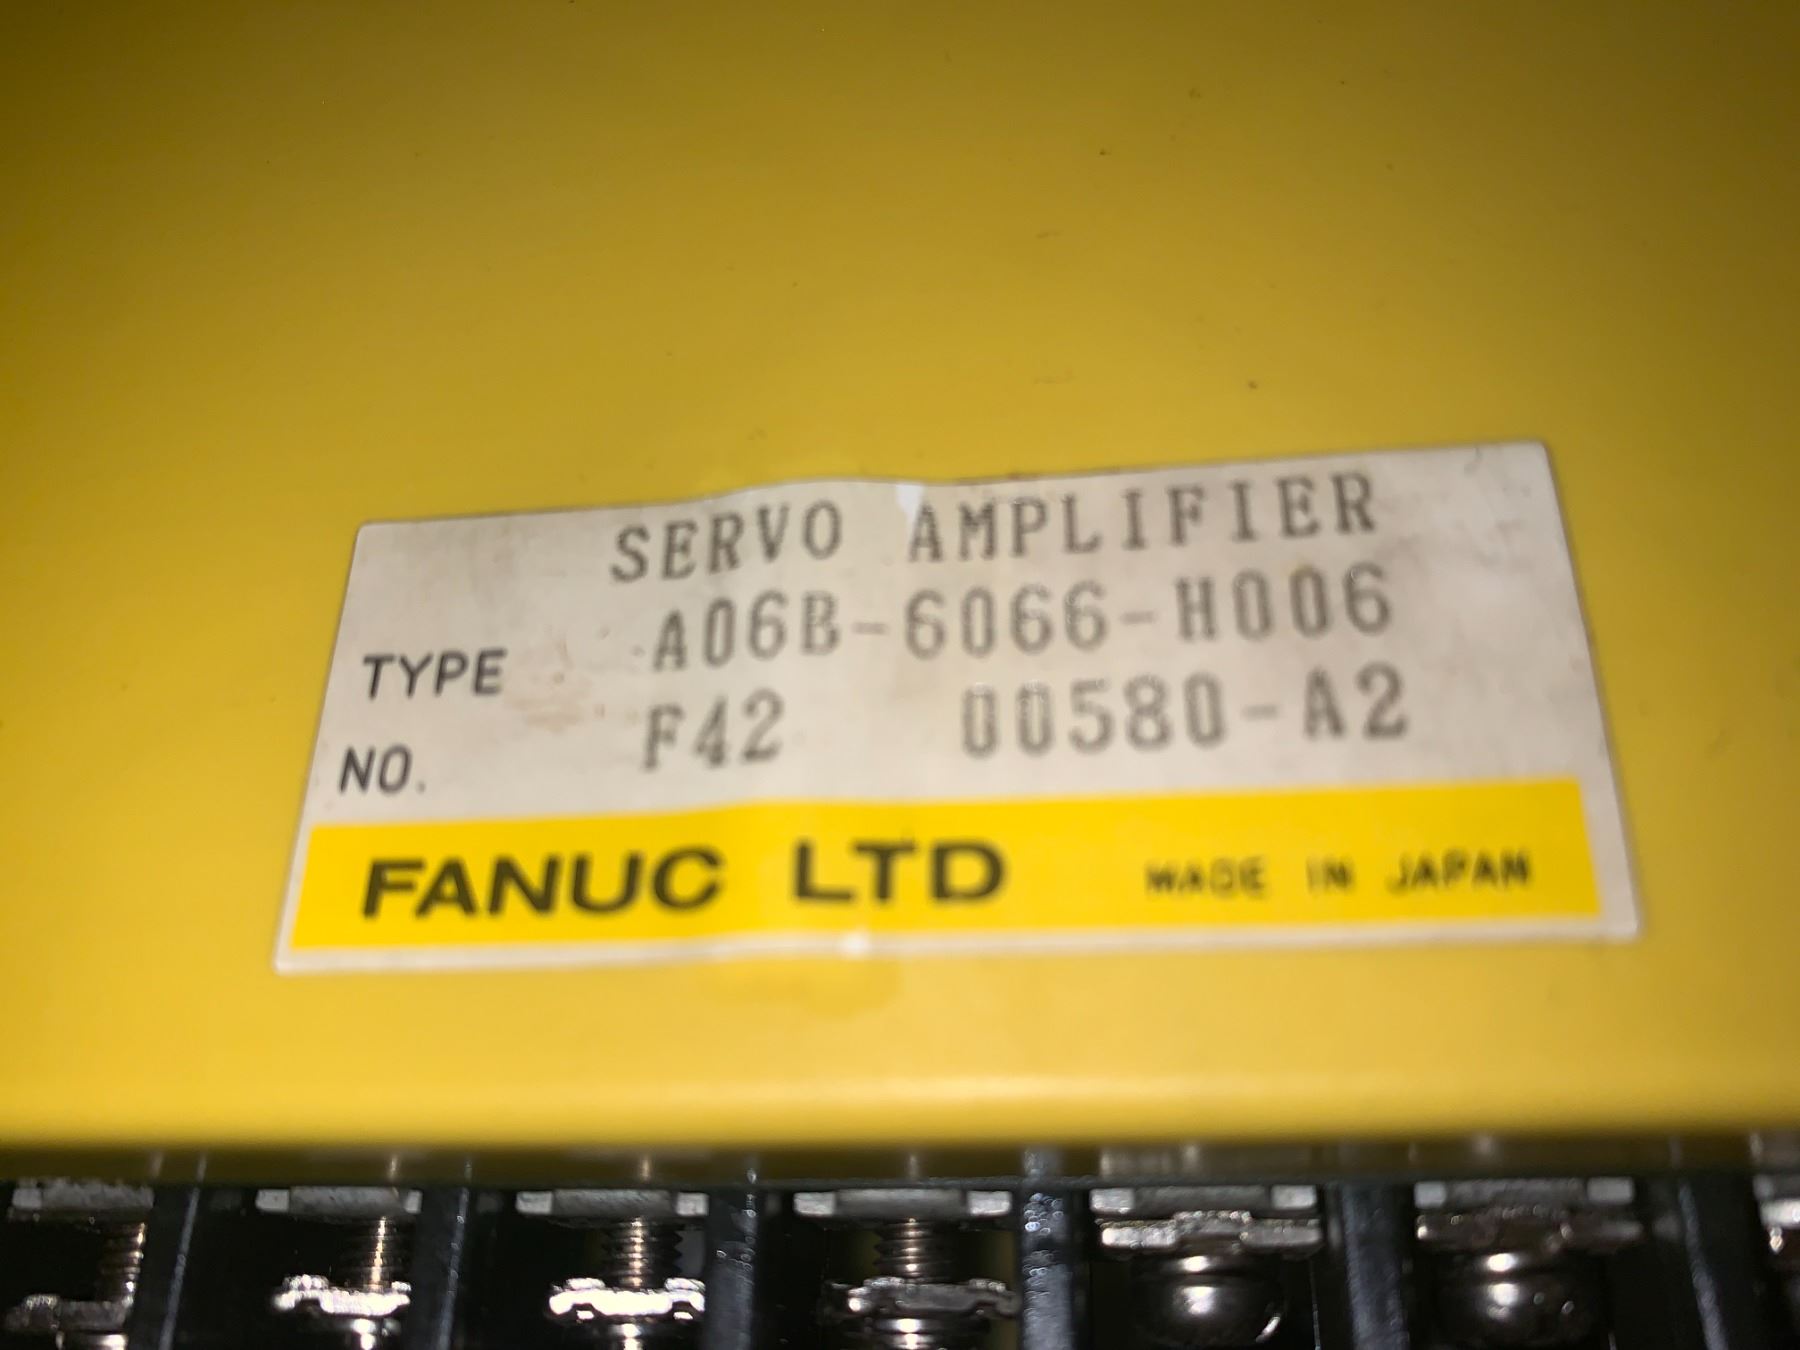 SERVO AMPLIFIER
TYPE A06B-6066-H006
NO. F42 00580-A2
FANUC LTD MADE IN JAPAN